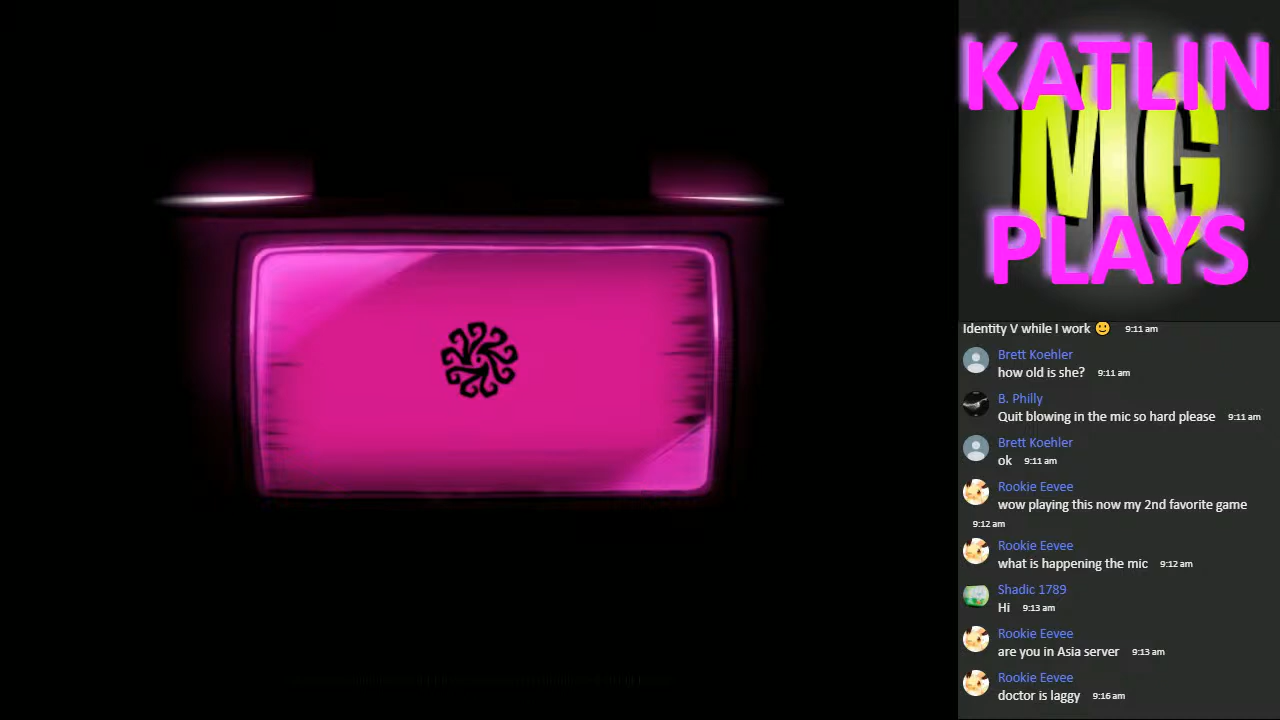 KATLIN
MG
PLAYS
Identity V while I work 9:11 am
Brett Koehler
how old is she? 9:11 am
B. Philly
Quit blowing in the mic so hard please 9:11 am
Brett Koehler
ok 9:11 am
Rookie Eevee
wow playing this now my 2nd favorite game
9:12 am
Rookie Eevee
what is happening the mic 9:12 am
Shadic 1789
Hi 9:13 am
Rookie Eevee
are you in Asia server 9:13 am
Rookie Eevee
doctor is laggy 9:16 am